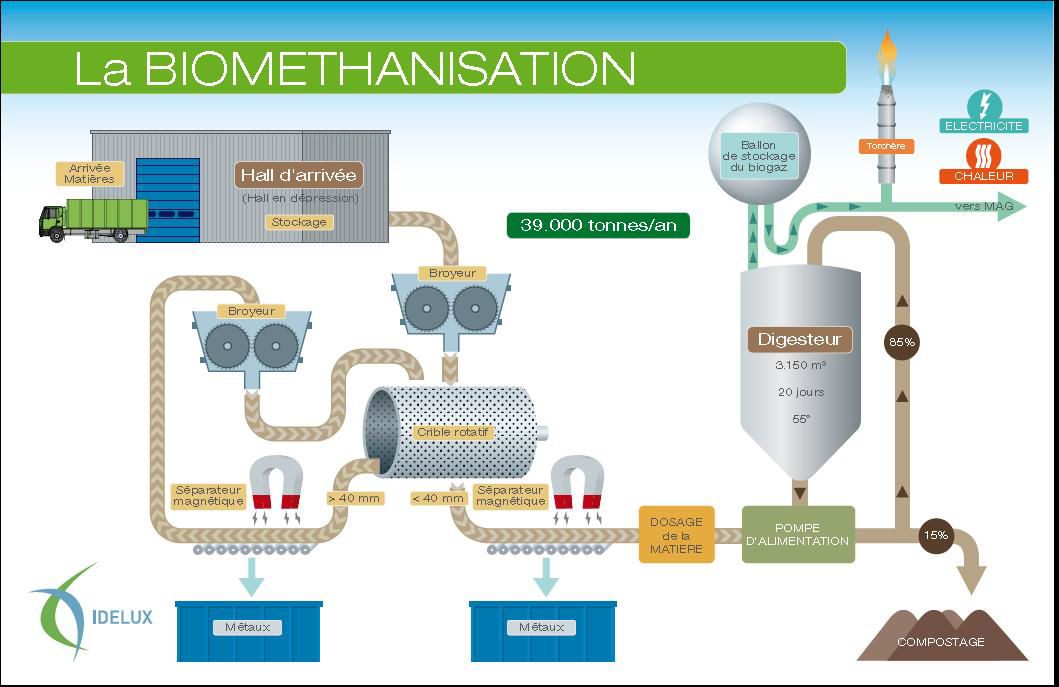 La BIOMETHANISATION
Arrivée
Matières
Hall d'arrivée
(Hall en dépression)
Stockage
39.000 tonnes/an
Broyeur
Broyeur
Crible rotatif
Séparateur
magnétique
> 40 mm
< 40 mm
Séparateur
magnétique
Métaux
Métaux
DOSAGE
de la
MATIERE
POMPE
D'ALIMENTATION
Digesteur
3.150 m³
20 jours
55°
85%
15%
COMPOSTAGE
Ballon
de stockage
du biogaz
Torchère
ELECTRICITE
CHALEUR
vers MAG
IDELUX